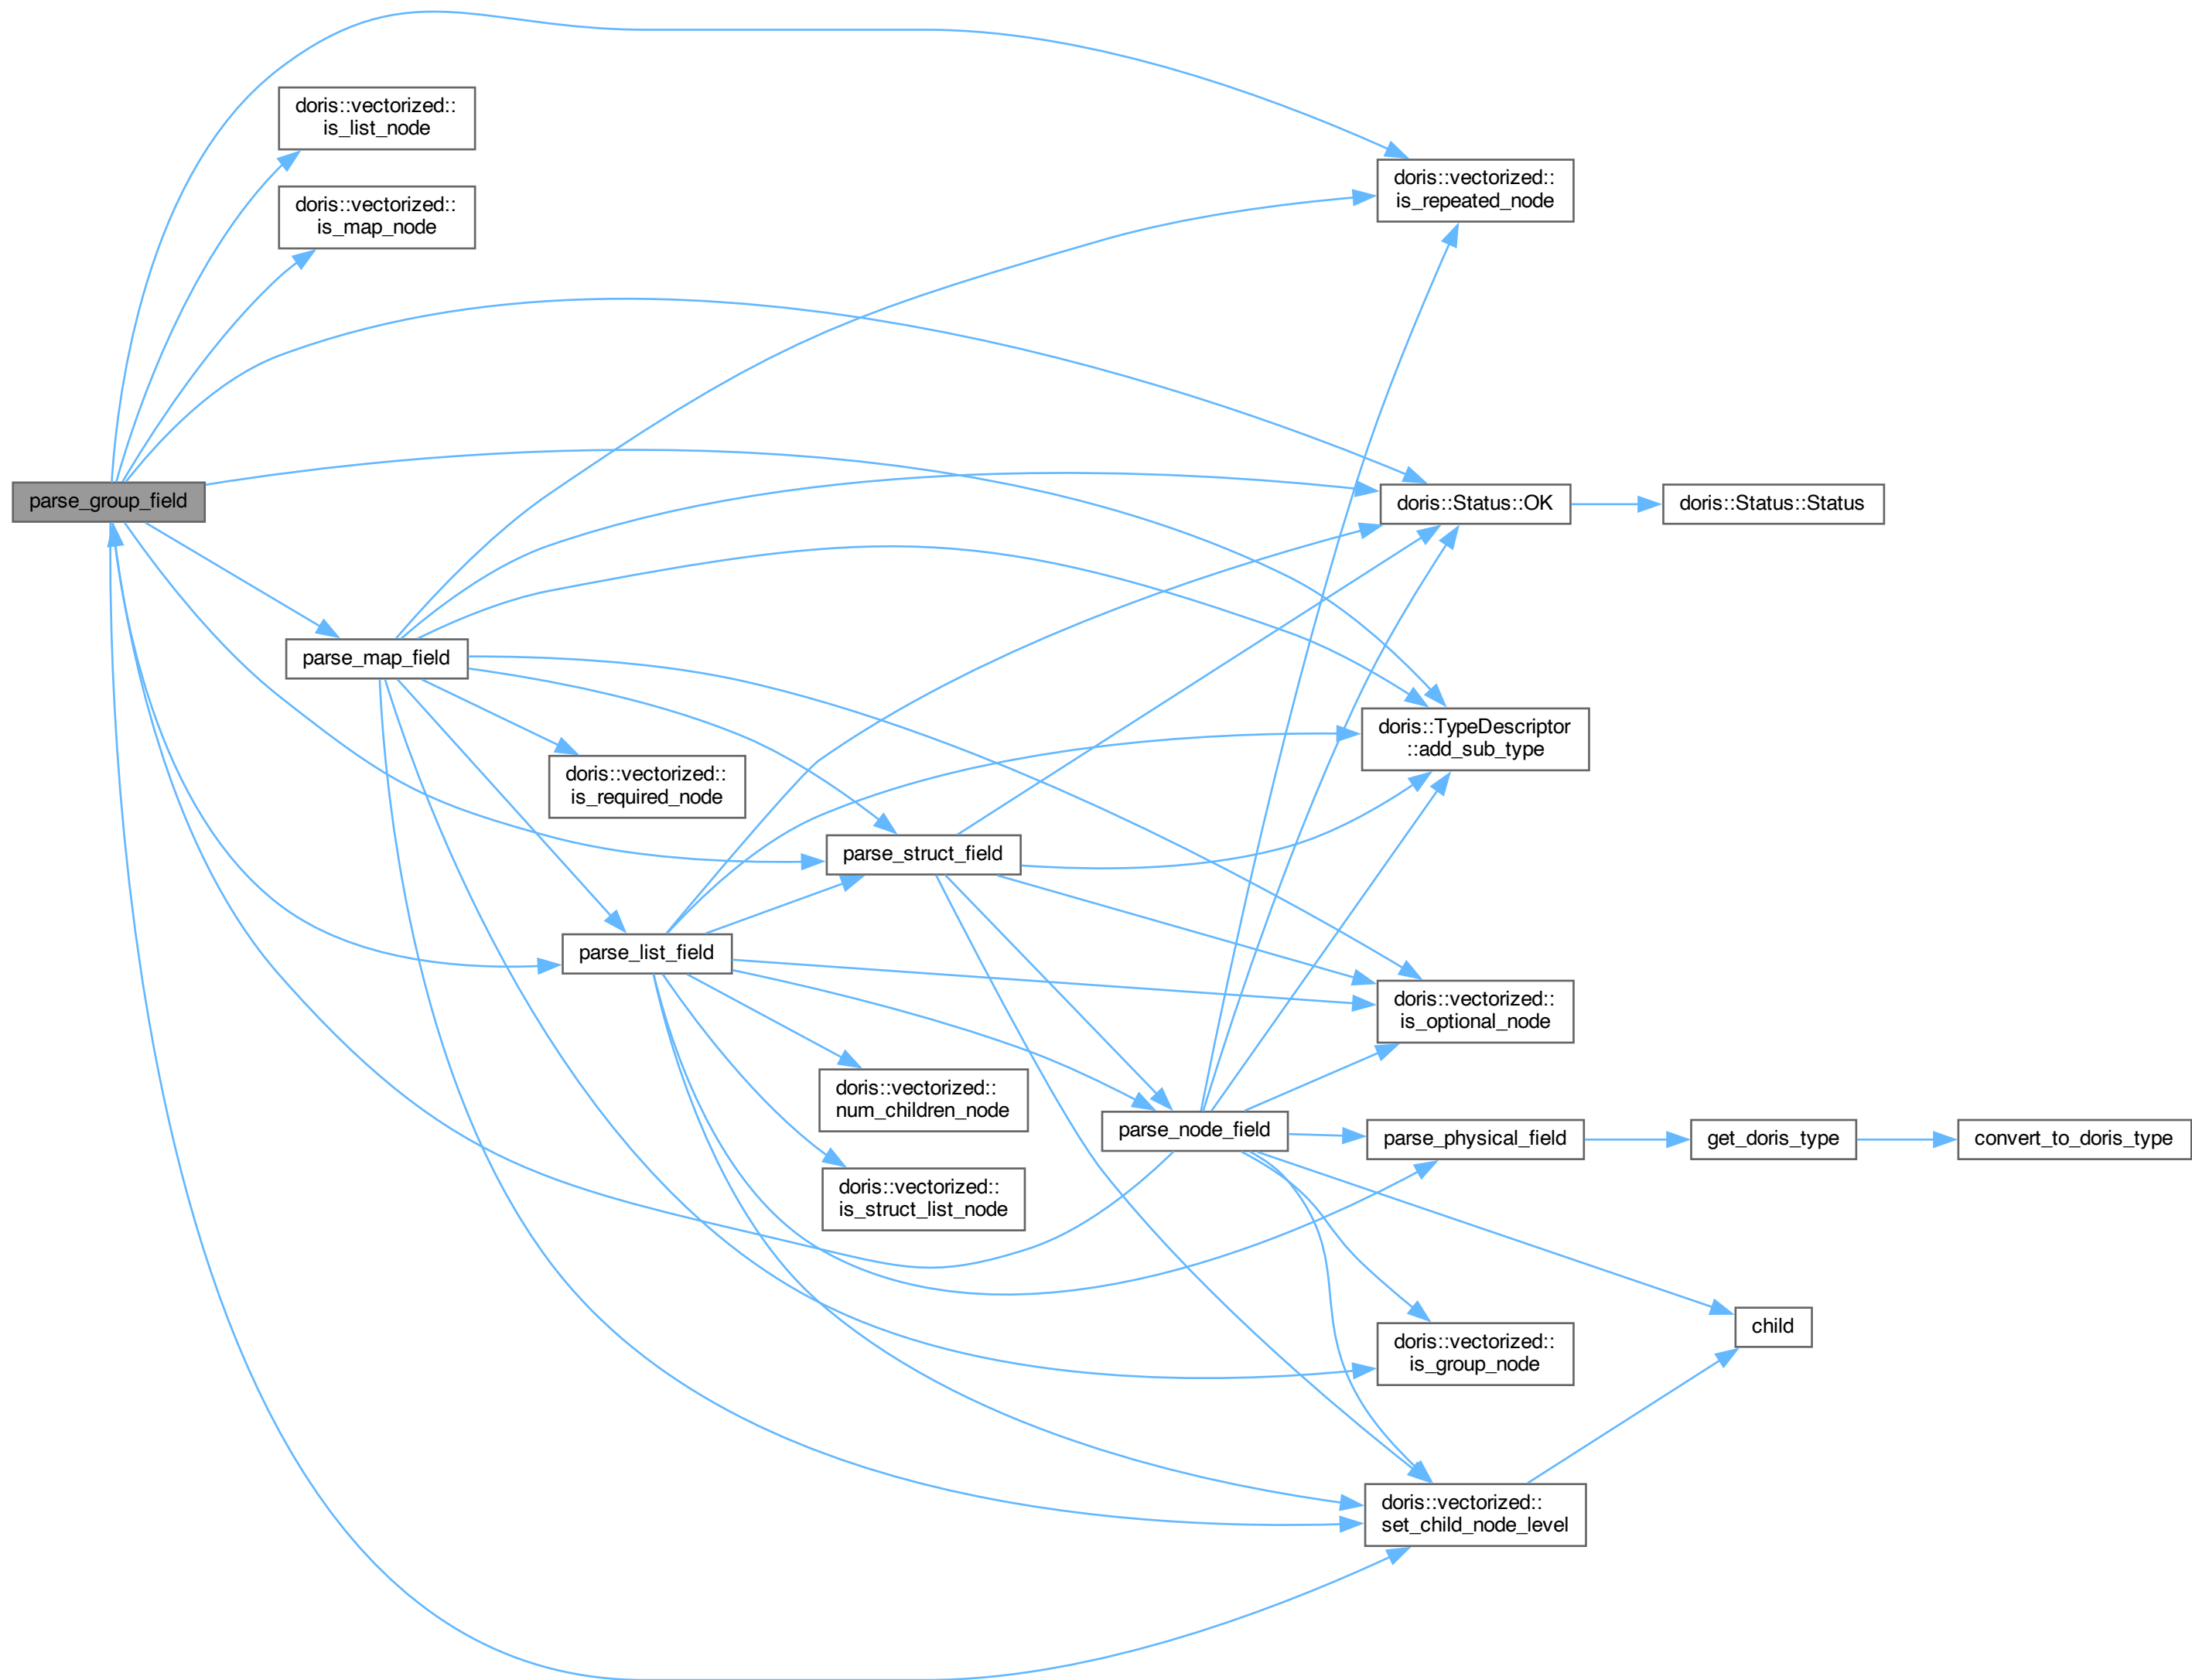 doris::vectorized::
is_list_node
doris::vectorized::
is_map_node
doris::vectorized::
is_repeated_node
parse_group_field
doris::Status::OK
doris::Status::Status
parse_map_field
doris::TypeDescriptor
::add_sub_type
doris::vectorized::
is_required_node
parse_struct_field
parse_list_field
doris::vectorized::
is_optional_node
doris::vectorized::
num_children_node
parse_node_field
parse_physical_field
get_doris_type
convert_to_doris_type
doris::vectorized::
is_struct_list_node
child
doris::vectorized::
is_group_node
doris::vectorized::
set_child_node_level